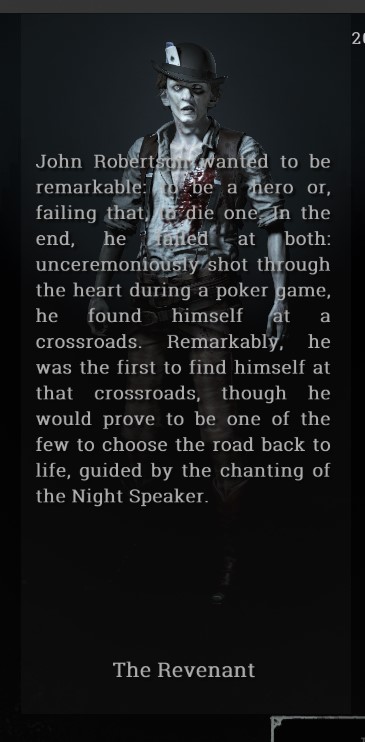 20
John Robertson wanted to be
remarkable: to be a hero or,
failing that, to die one. In the
end, he failed at both:
unceremoniously shot through
the heart during a poker game,
he found himself at a
crossroads. Remarkably, he
was the first to find himself at
that crossroads, though he
would prove to be one of the
few to choose the road back to
life, guided by the chanting of
the Night Speaker.
The Revenant